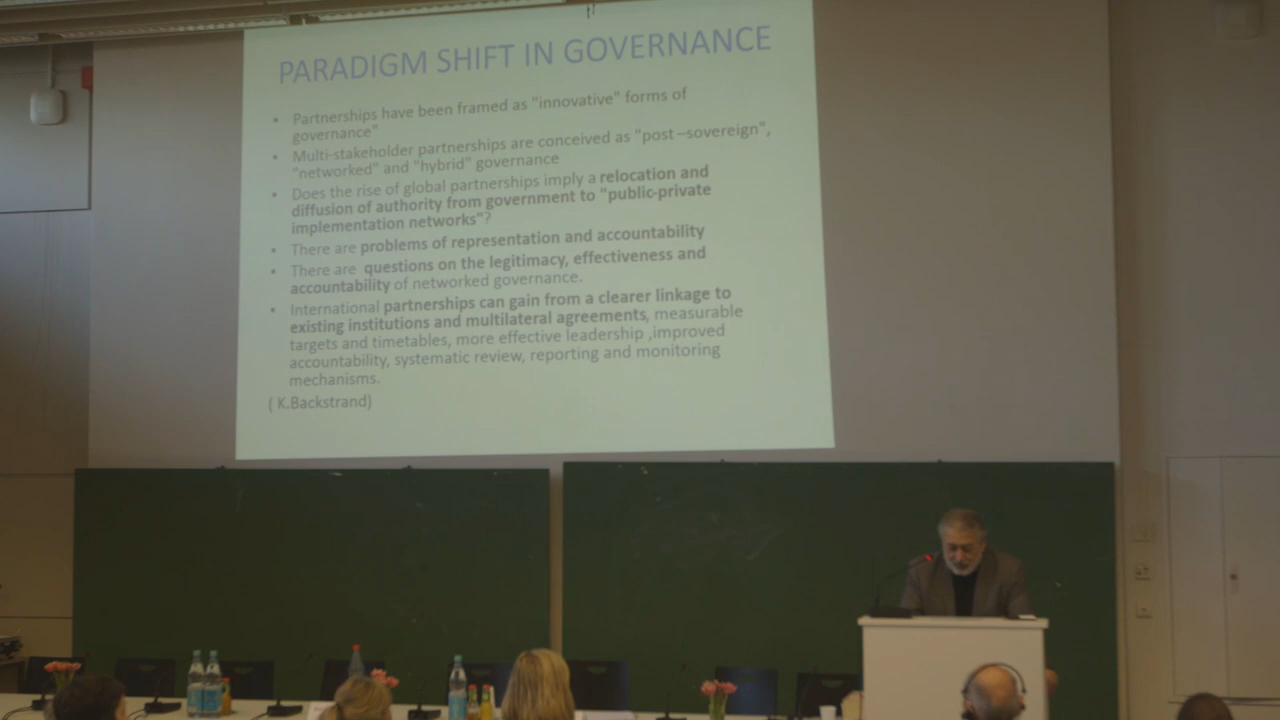 PARADIGM SHIFT IN GOVERNANCE
• Partnerships have been framed as "innovative" forms of
governance"
• Multi-stakeholder partnerships are conceived as "post –sovereign",
"networked" and "hybrid" governance
• Does the rise of global partnerships imply a relocation and
diffusion of authority from government to "public-private
implementation networks"?
• There are problems of representation and accountability
• There are questions on the legitimacy, effectiveness and
accountability of networked governance.
• International partnerships can gain from a clearer linkage to
existing institutions and multilateral agreements, measurable
targets and timetables, more effective leadership ,improved
accountability, systematic review, reporting and monitoring
mechanisms.
( K.Backstrand)